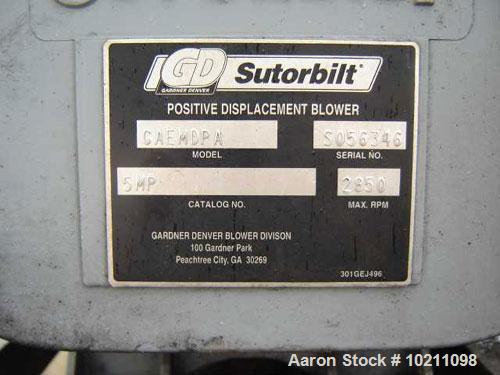 GD Sutorbilt®
GARDNER DENVER
POSITIVE DISPLACEMENT BLOWER
CAEMDPA S056346
MODEL SERIAL NO.
5MP 2850
CATALOG NO. MAX. RPM
GARDNER DENVER BLOWER DIVISON
100 Gardner Park
Peachtree City, GA 30269
301GEJ496
Aaron Stock # 10211098